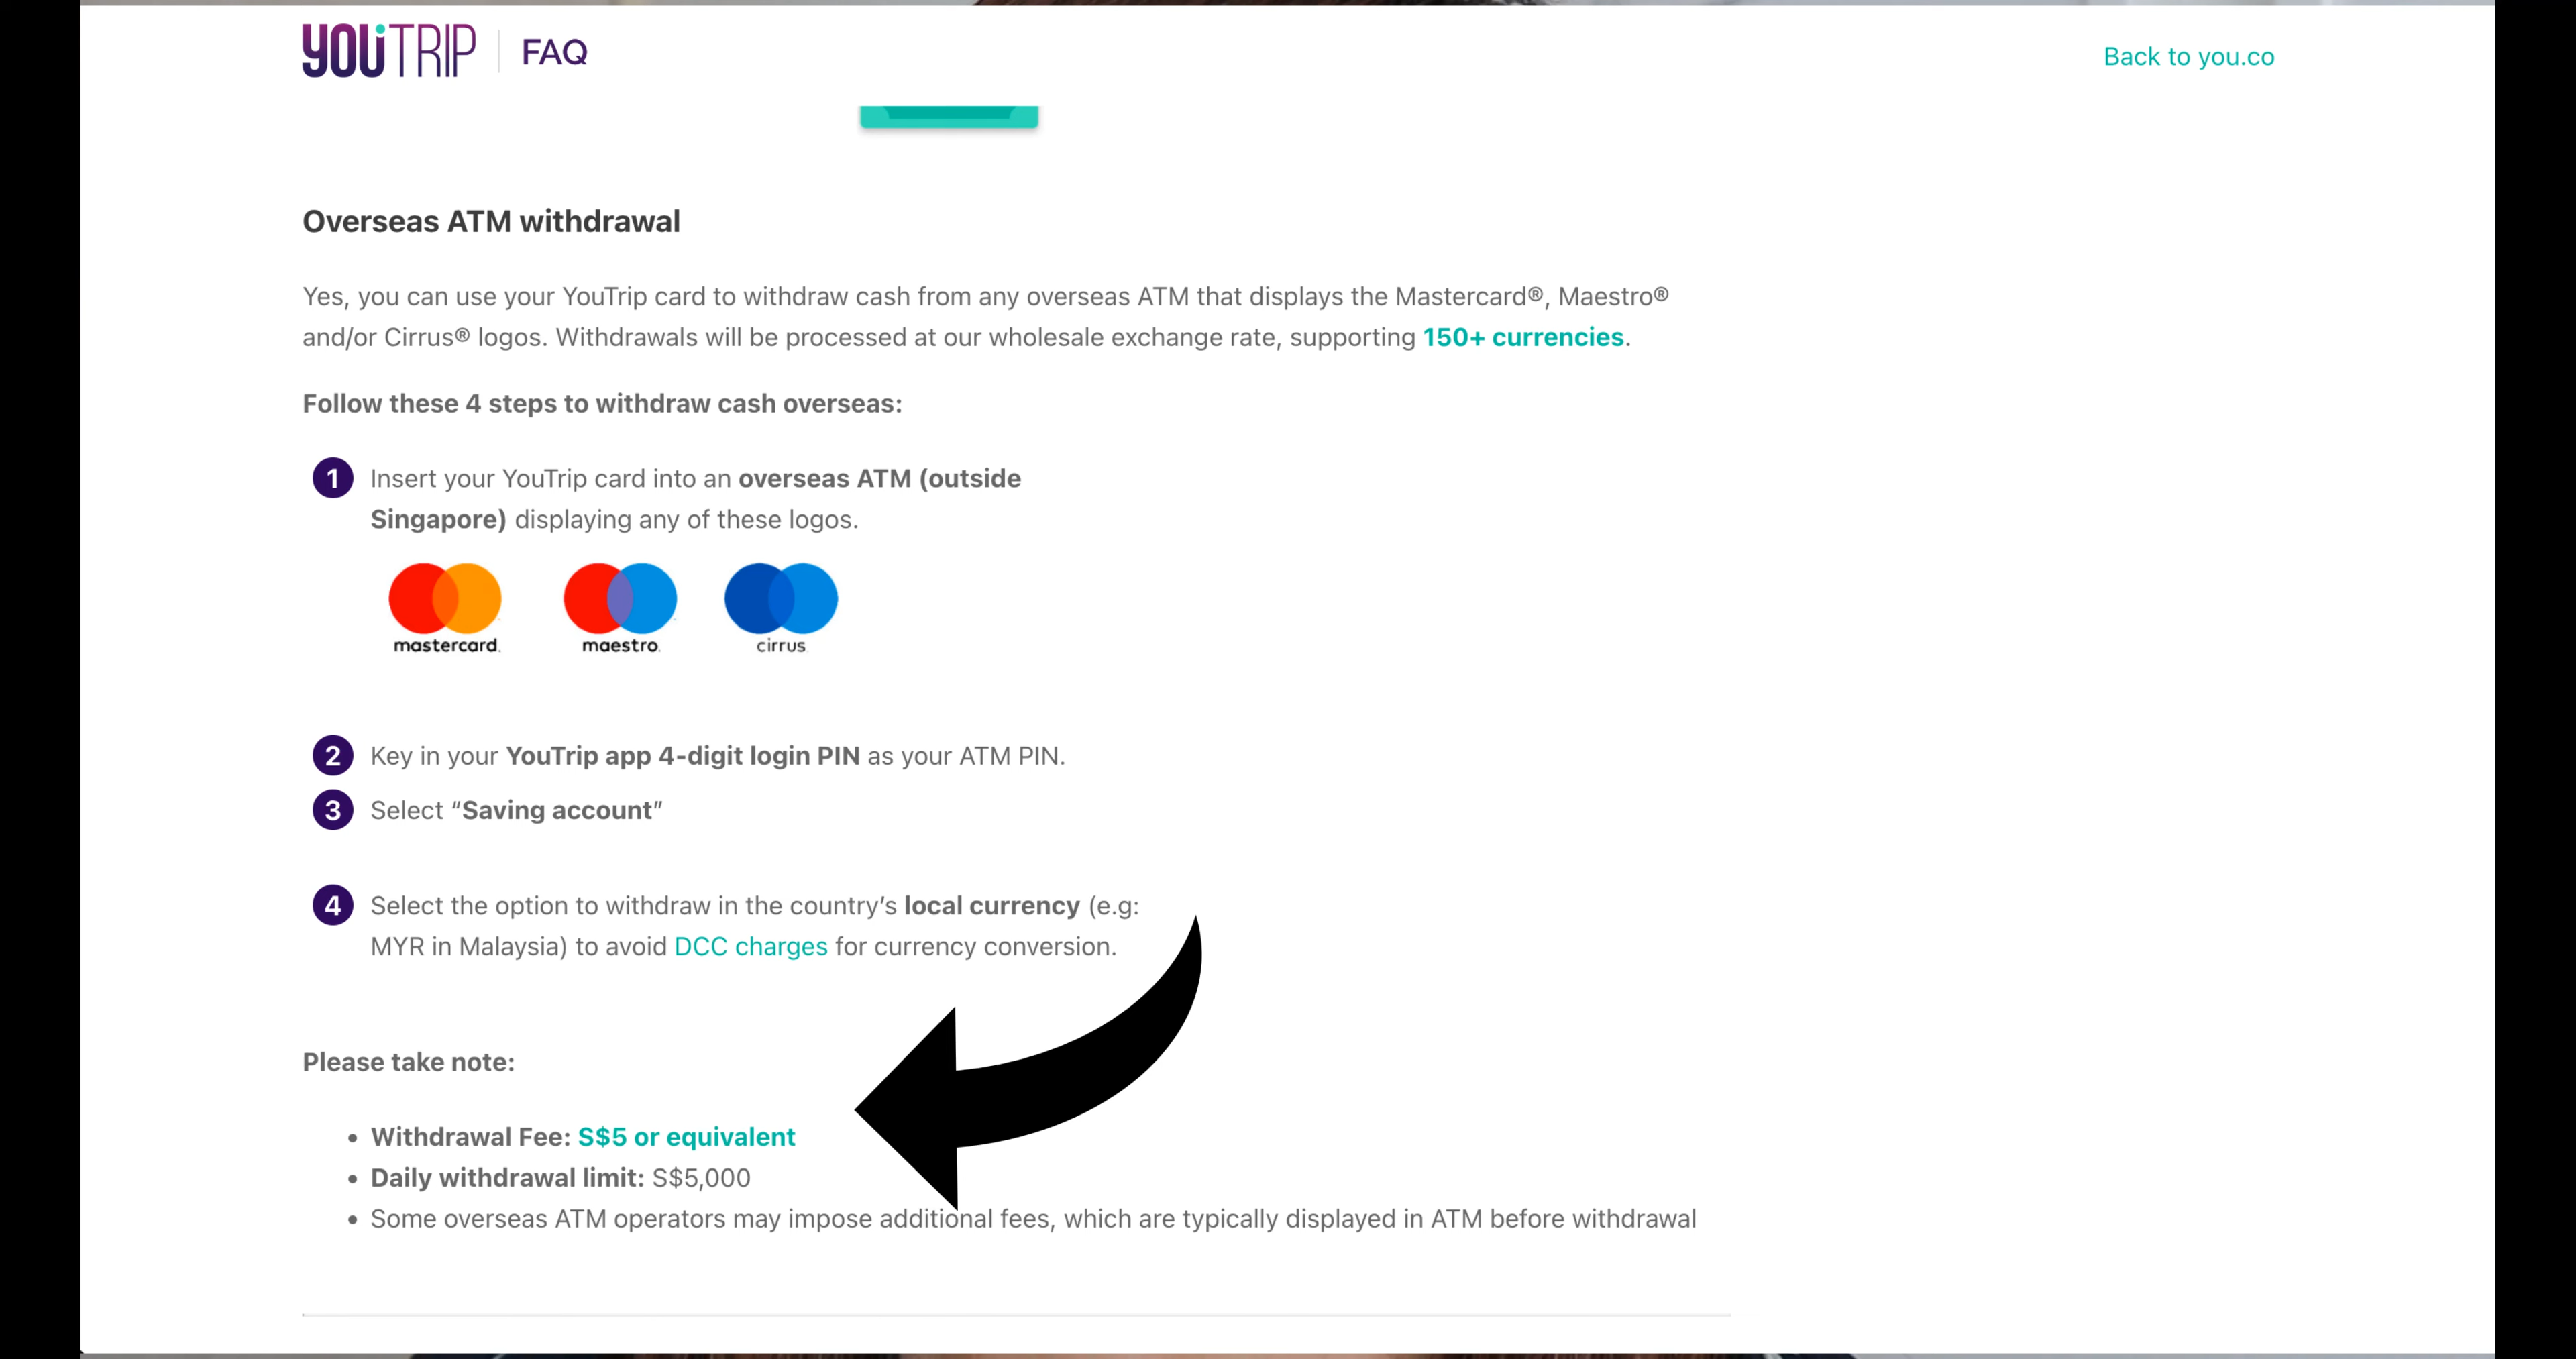 YOUTRIP FAQ
Back to you.co
Overseas ATM withdrawal
Yes, you can use your YouTrip card to withdraw cash from any overseas ATM that displays the Mastercard®, Maestro®
and/or Cirrus® logos. Withdrawals will be processed at our wholesale exchange rate, supporting 150+ currencies.
Follow these 4 steps to withdraw cash overseas:
1 Insert your YouTrip card into an overseas ATM (outside
Singapore) displaying any of these logos.
mastercard. maestro. cirrus
2 Key in your YouTrip app 4-digit login PIN as your ATM PIN.
3 Select “Saving account”
4 Select the option to withdraw in the country’s local currency (e.g:
MYR in Malaysia) to avoid DCC charges for currency conversion.
Please take note:
• Withdrawal Fee: S$5 or equivalent
• Daily withdrawal limit: S$5,000
• Some overseas ATM operators may impose additional fees, which are typically displayed in ATM before withdrawal